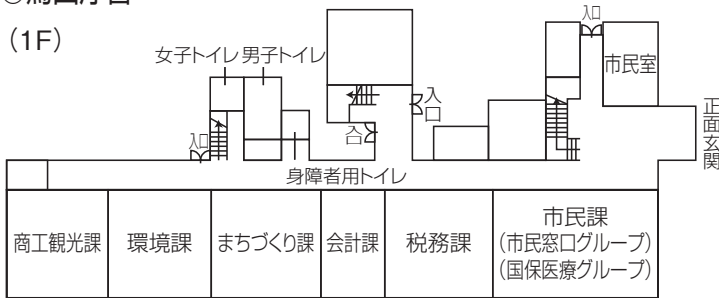 (1F)
女子トイレ 男子トイレ
入口
市民室
正面玄関
入口
入口
入口
身障者用トイレ
商工観光課
環境課
まちづくり課
会計課
税務課
市民課
(市民窓口グループ)
(国保医療グループ)